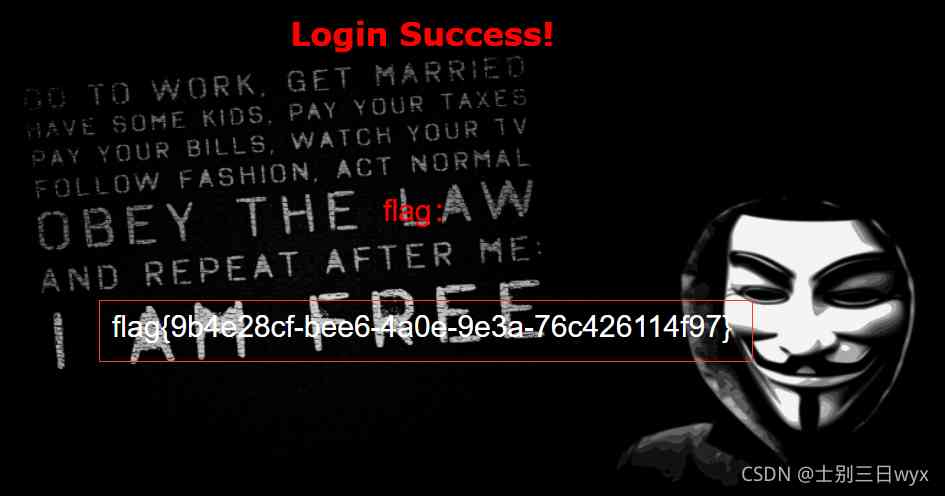 Login Success!
GO TO WORK, GET MARRIED
HAVE SOME KIDS, PAY YOUR TAXES
PAY YOUR BILLS, WATCH YOUR TV
FOLLOW FASHION, ACT NORMAL
OBEY THE LAW
flag:
AND REPEAT AFTER ME:
I AM FREE
flag{9b4e28cf-bee6-4a0e-9e3a-76c426114f97}
CSDN @士别三日wyx